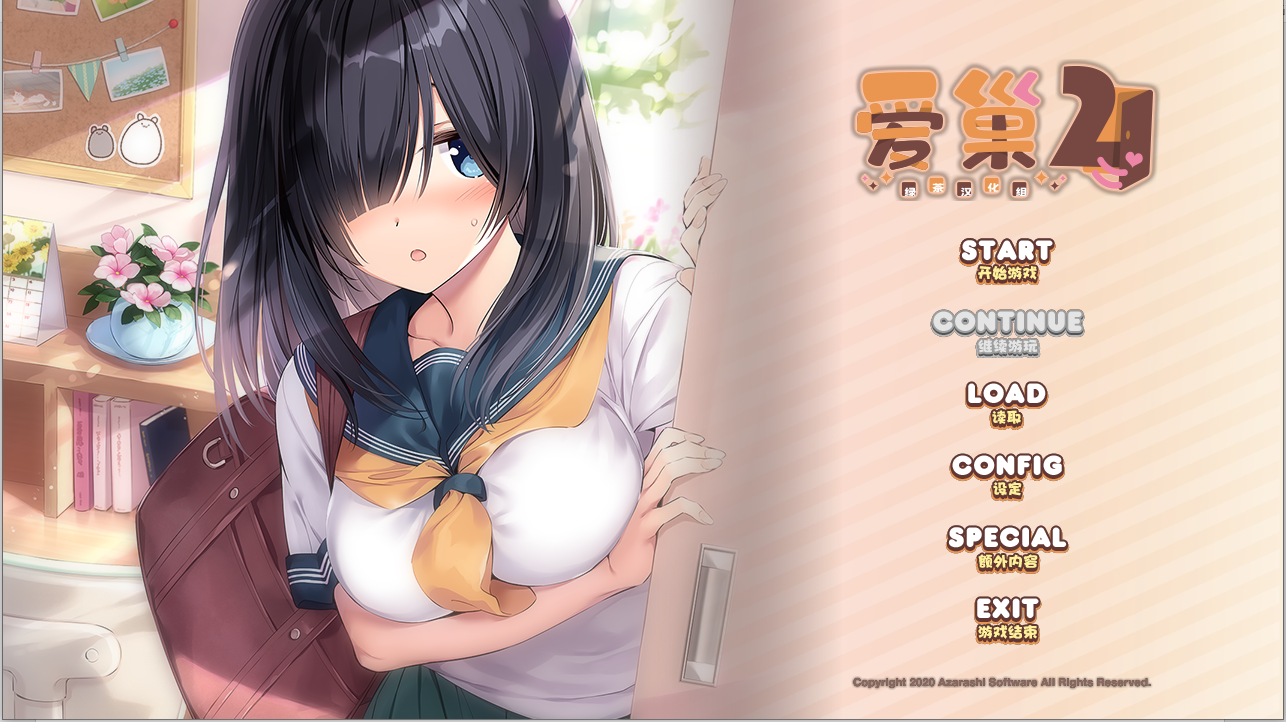 爱巢2
绿茶汉化组
START
开始游戏
CONTINUE
继续游玩
LOAD
读取
CONFIG
设定
SPECIAL
额外内容
EXIT
游戏结束
Copyright 2020 Azarashi Software All Rights Reserved.